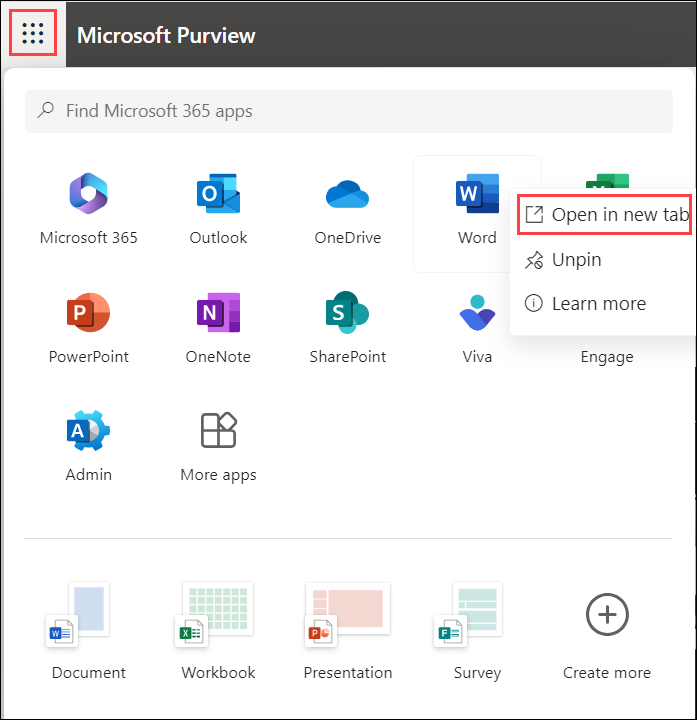 Microsoft Purview
Find Microsoft 365 apps
Microsoft 365
Outlook
OneDrive
Word
Open in new tab
Unpin
Learn more
PowerPoint
OneNote
SharePoint
Viva
Engage
Admin
More apps
Document
Workbook
Presentation
Survey
Create more